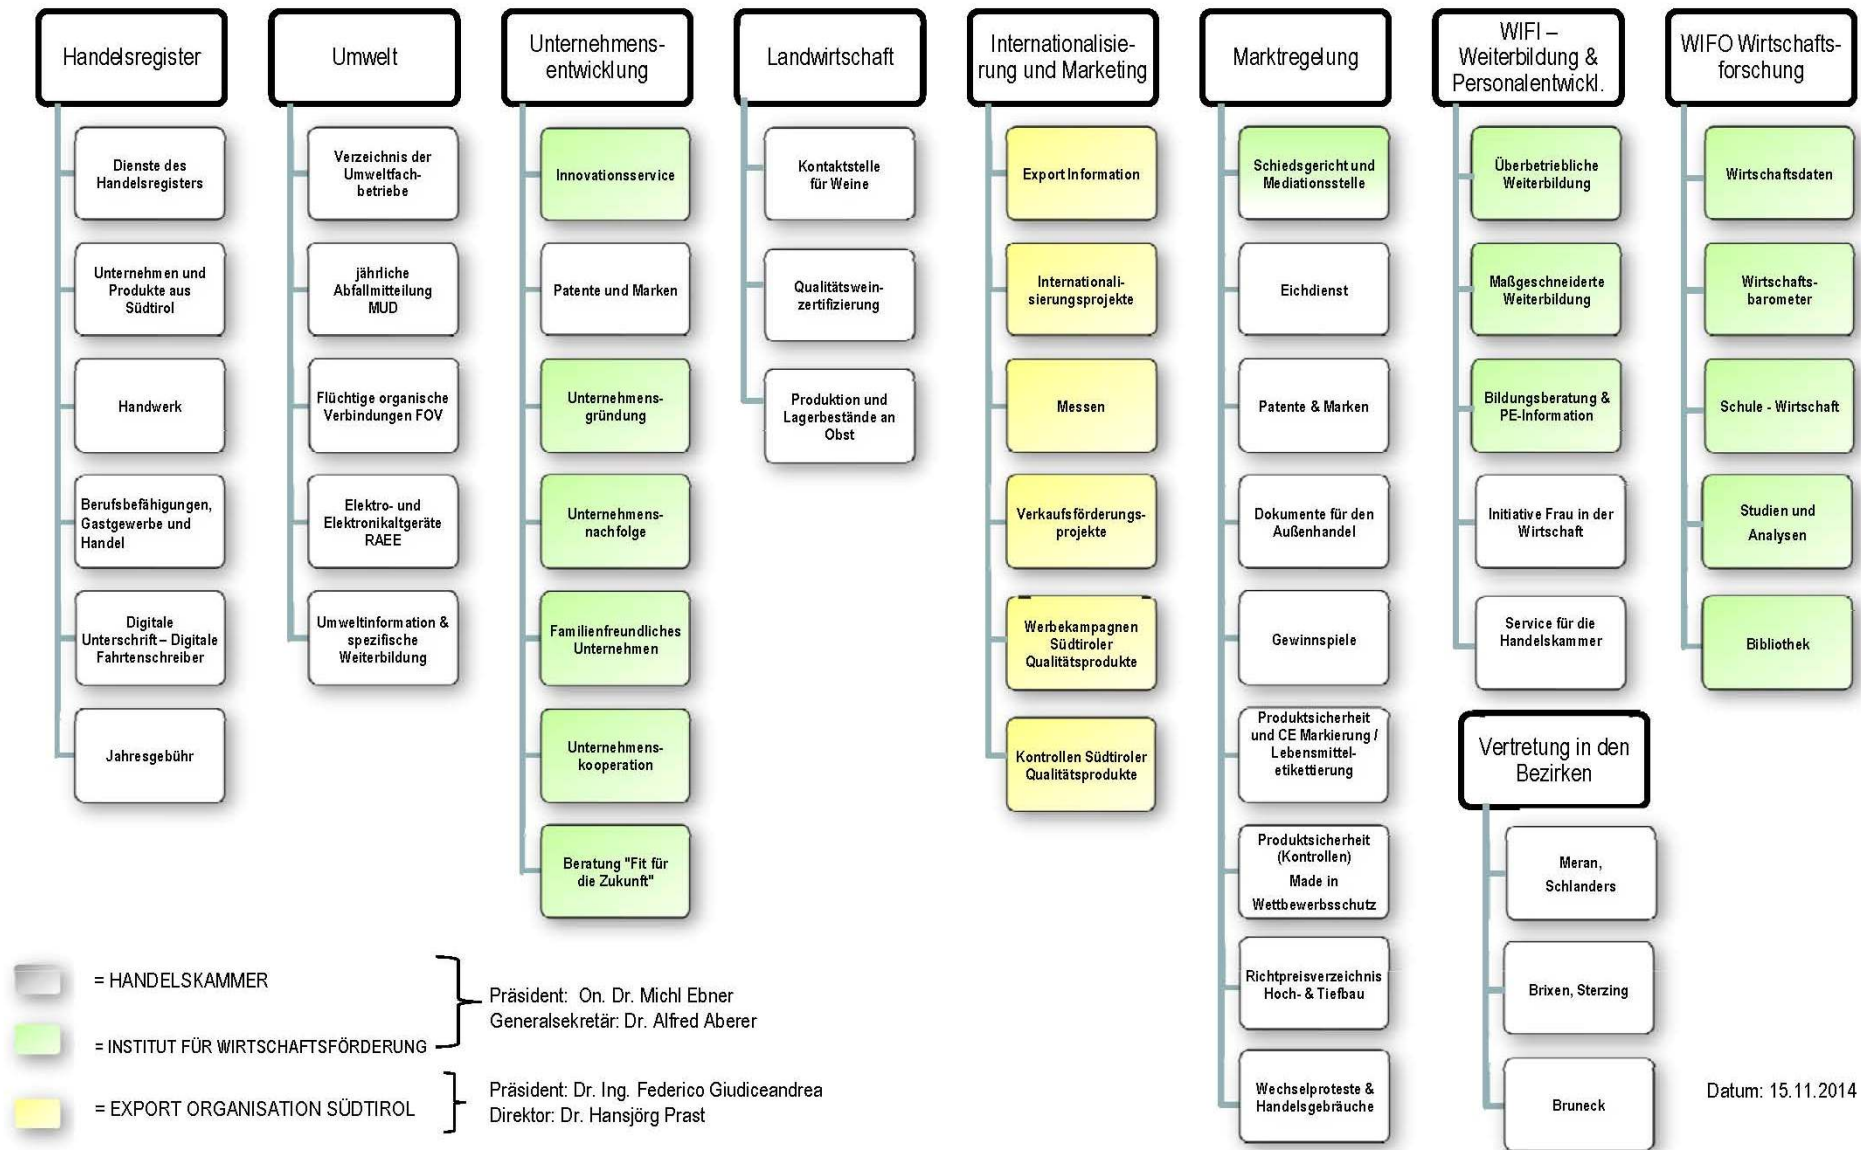 Handelsregister
Dienste des
Handelsregisters
Unternehmen und
Produkte aus
Südtirol
Handwerk
Berufsbefähigungen,
Gastgewerbe und
Handel
Digitale
Unterschrift – Digitale
Fahrtenschreiber
Jahresgebühr
Umwelt
Verzeichnis der
Umweltfach-
betriebe
jährliche
Abfallmitteilung
MUD
Flüchtige organische
Verbindungen FOV
Elektro- und
Elektronikaltgeräte
RAEE
Umweltinformation &
spezifische
Weiterbildung
Unternehmens-
entwicklung
Innovationsservice
Patente und Marken
Unternehmens-
gründung
Unternehmens-
nachfolge
Familienfreundliches
Unternehmen
Unternehmens-
kooperation
Beratung "Fit für
die Zukunft"
Landwirtschaft
Kontaktstelle
für Weine
Qualitätswein-
zertifizierung
Produktion und
Lagerbestände an
Obst
Internationalisie-
rung und Marketing
Export Information
Internationali-
sierungsprojekte
Messen
Verkaufsförderungs-
projekte
Werbekampagnen
Südtiroler
Qualitätsprodukte
Kontrollen Südtiroler
Qualitätsprodukte
Marktregelung
Schiedsgericht und
Mediationsstelle
Eichdienst
Patente & Marken
Dokumente für den
Außenhandel
Gewinnspiele
Produktsicherheit
und CE Markierung /
Lebensmittel-
etikettierung
Produktsicherheit
(Kontrollen)
Made in
Wettbewerbsschutz
Richtpreisverzeichnis
Hoch- & Tiefbau
Wechselproteste &
Handelsgebräuche
WIFI –
Weiterbildung &
Personalentwickl.
Überbetriebliche
Weiterbildung
Maßgeschneiderte
Weiterbildung
Bildungsberatung &
PE-Information
Initiative Frau in der
Wirtschaft
Service für die
Handelskammer
Vertretung in den
Bezirken
Meran,
Schlanders
Brixen, Sterzing
Bruneck
WIFO Wirtschafts-
forschung
Wirtschaftsdaten
Wirtschafts-
barometer
Schule - Wirtschaft
Studien und
Analysen
Bibliothek
= HANDELSKAMMER
= INSTITUT FÜR WIRTSCHAFTSFÖRDERUNG
Präsident: On. Dr. Michl Ebner
Generalsekretär: Dr. Alfred Aberer
= EXPORT ORGANISATION SÜDTIROL
Präsident: Dr. Ing. Federico Giudiceandrea
Direktor: Dr. Hansjörg Prast
Datum: 15.11.2014